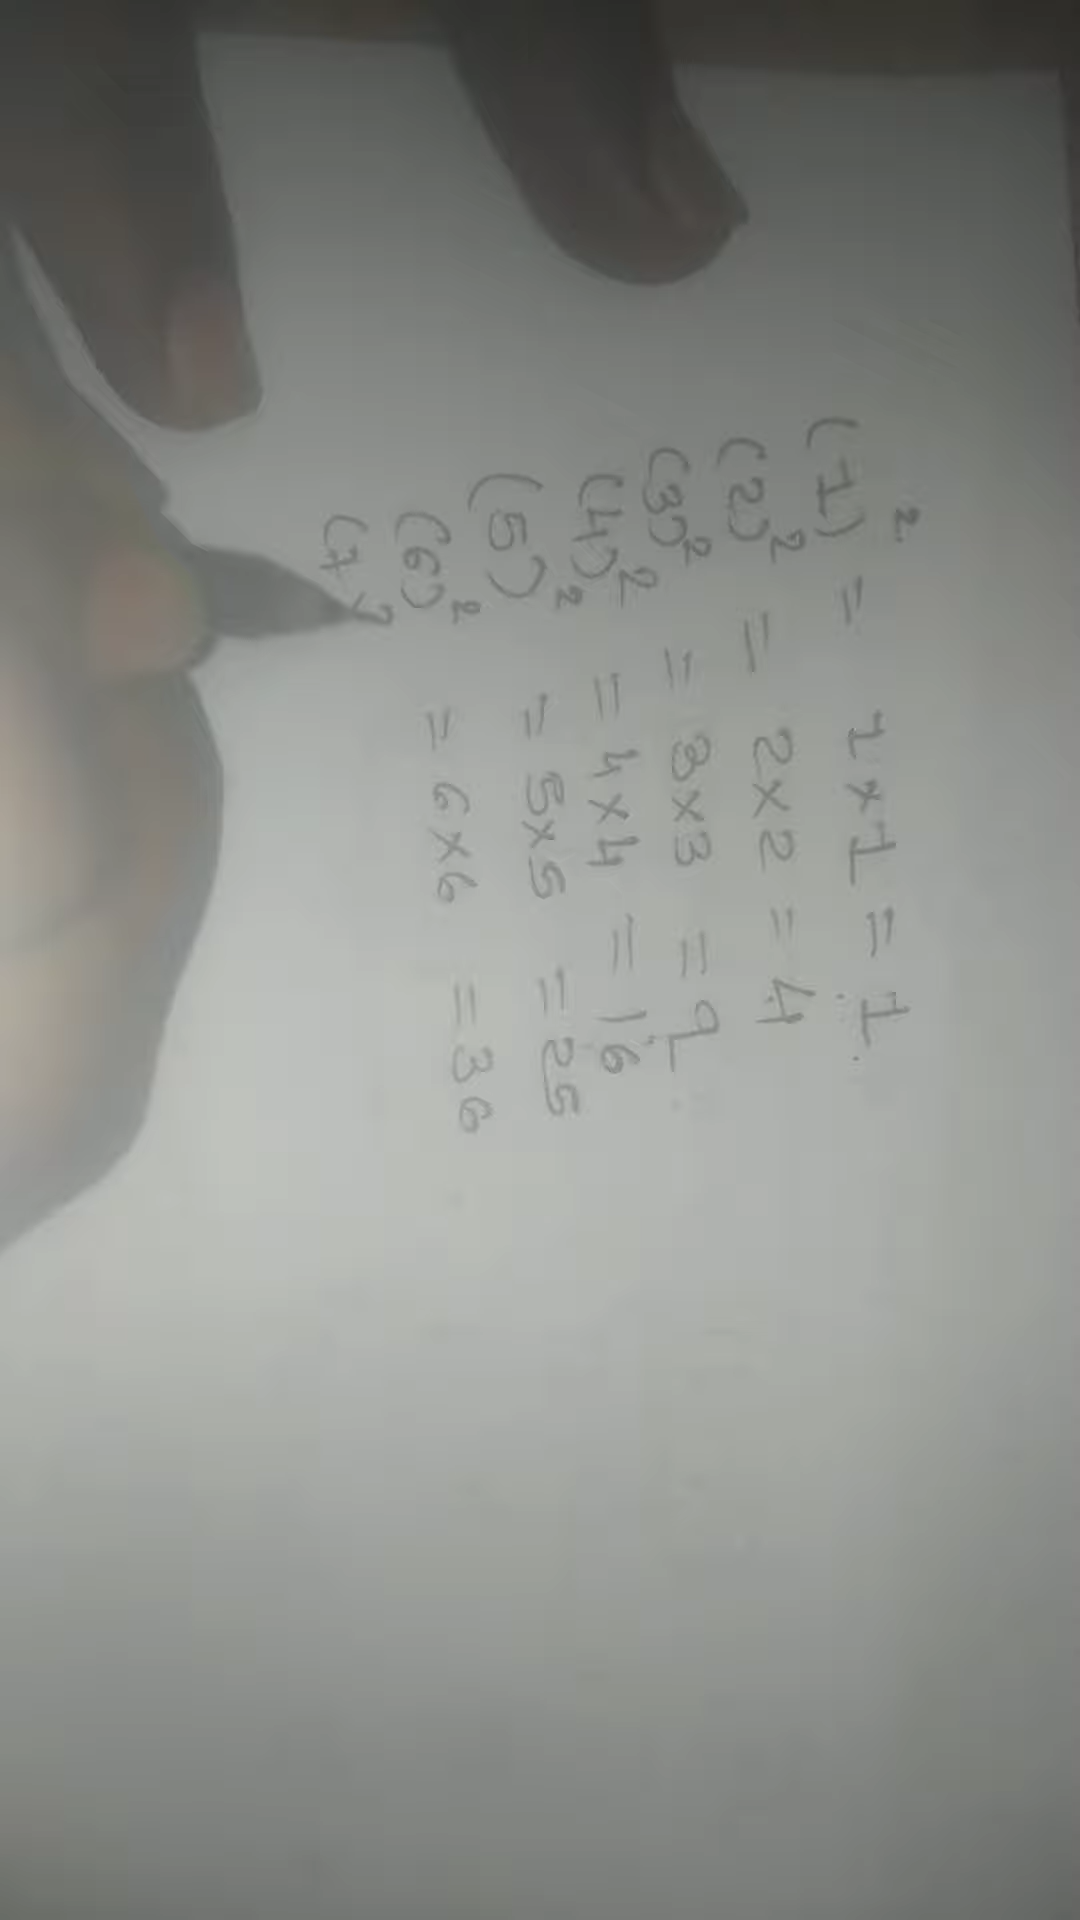 (1)² = 1×1 = 1
(2)² = 2×2 = 4
(3)² = 3×3 = 9
(4)² = 4×4 = 16
(5)² = 5×5 = 25
(6)² = 6×6 = 36
(7)²